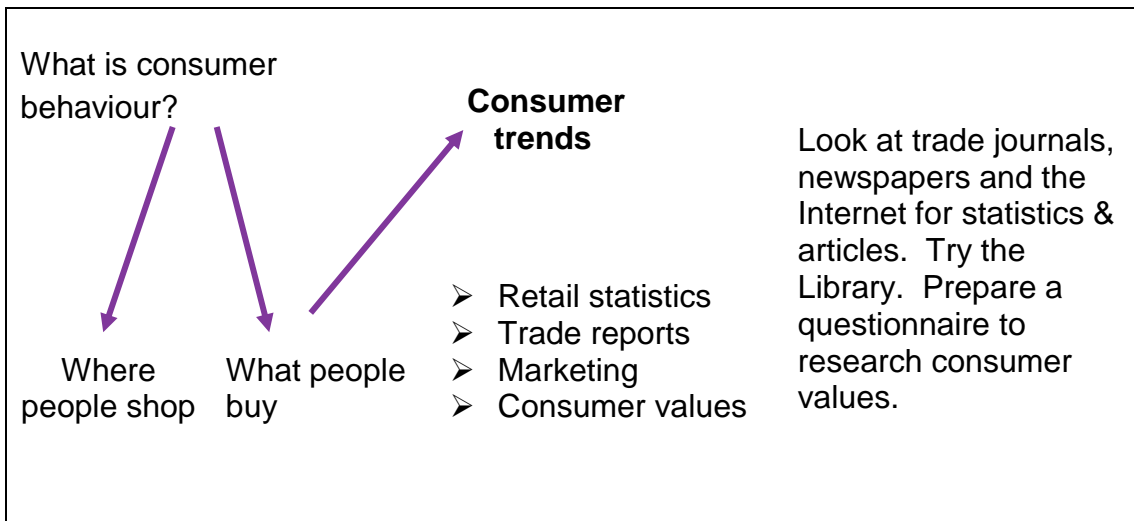 What is consumer
behaviour?
Consumer
trends
Where
people shop
What people
buy
➢ Retail statistics
➢ Trade reports
➢ Marketing
➢ Consumer values
Look at trade journals,
newspapers and the
Internet for statistics &
articles.  Try the
Library.  Prepare a
questionnaire to
research consumer
values.